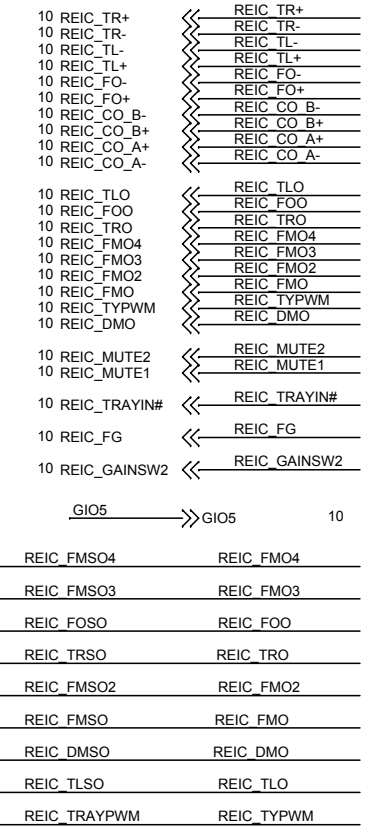 10 REIC_TR+ REIC_TR+
10 REIC_TR- REIC_TR-
10 REIC_TL- REIC_TL-
10 REIC_TL+ REIC_TL+
10 REIC_FO- REIC_FO-
10 REIC_FO+ REIC_FO+
10 REIC_CO_B- REIC_CO_B-
10 REIC_CO_B+ REIC_CO_B+
10 REIC_CO_A+ REIC_CO_A+
10 REIC_CO_A- REIC_CO_A-
10 REIC_TLO REIC_TLO
10 REIC_FOO REIC_FOO
10 REIC_TRO REIC_TRO
10 REIC_FMO4 REIC_FMO4
10 REIC_FMO3 REIC_FMO3
10 REIC_FMO2 REIC_FMO2
10 REIC_FMO REIC_FMO
10 REIC_TYPWM REIC_TYPWM
10 REIC_DMO REIC_DMO
10 REIC_MUTE2 REIC_MUTE2
10 REIC_MUTE1 REIC_MUTE1
10 REIC_TRAYIN# REIC_TRAYIN#
10 REIC_FG REIC_FG
10 REIC_GAINSW2 REIC_GAINSW2
GIO5 GIO5 10
REIC_FMSO4 REIC_FMO4
REIC_FMSO3 REIC_FMO3
REIC_FOSO REIC_FOO
REIC_TRSO REIC_TRO
REIC_FMSO2 REIC_FMO2
REIC_FMSO REIC_FMO
REIC_DMSO REIC_DMO
REIC_TLSO REIC_TLO
REIC_TRAYPWM REIC_TYPWM